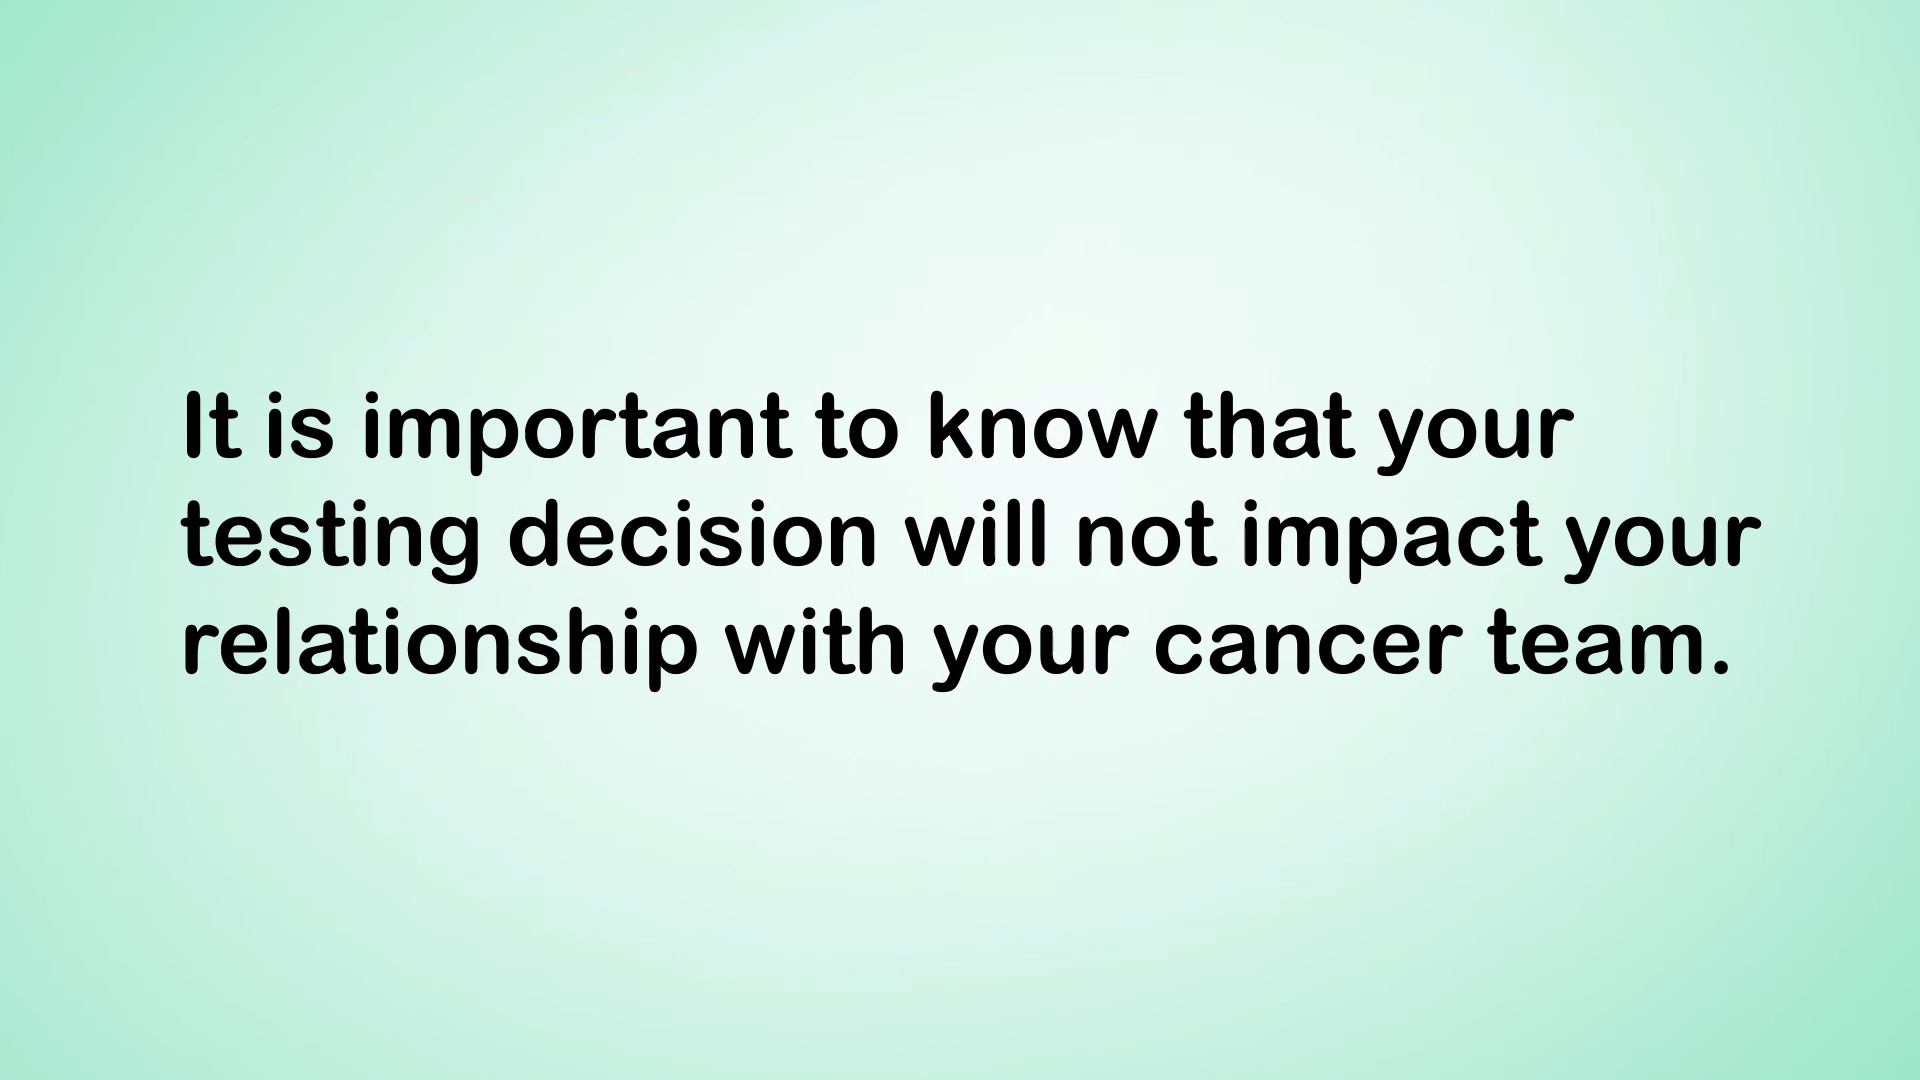 It is important to know that your
testing decision will not impact your
relationship with your cancer team.